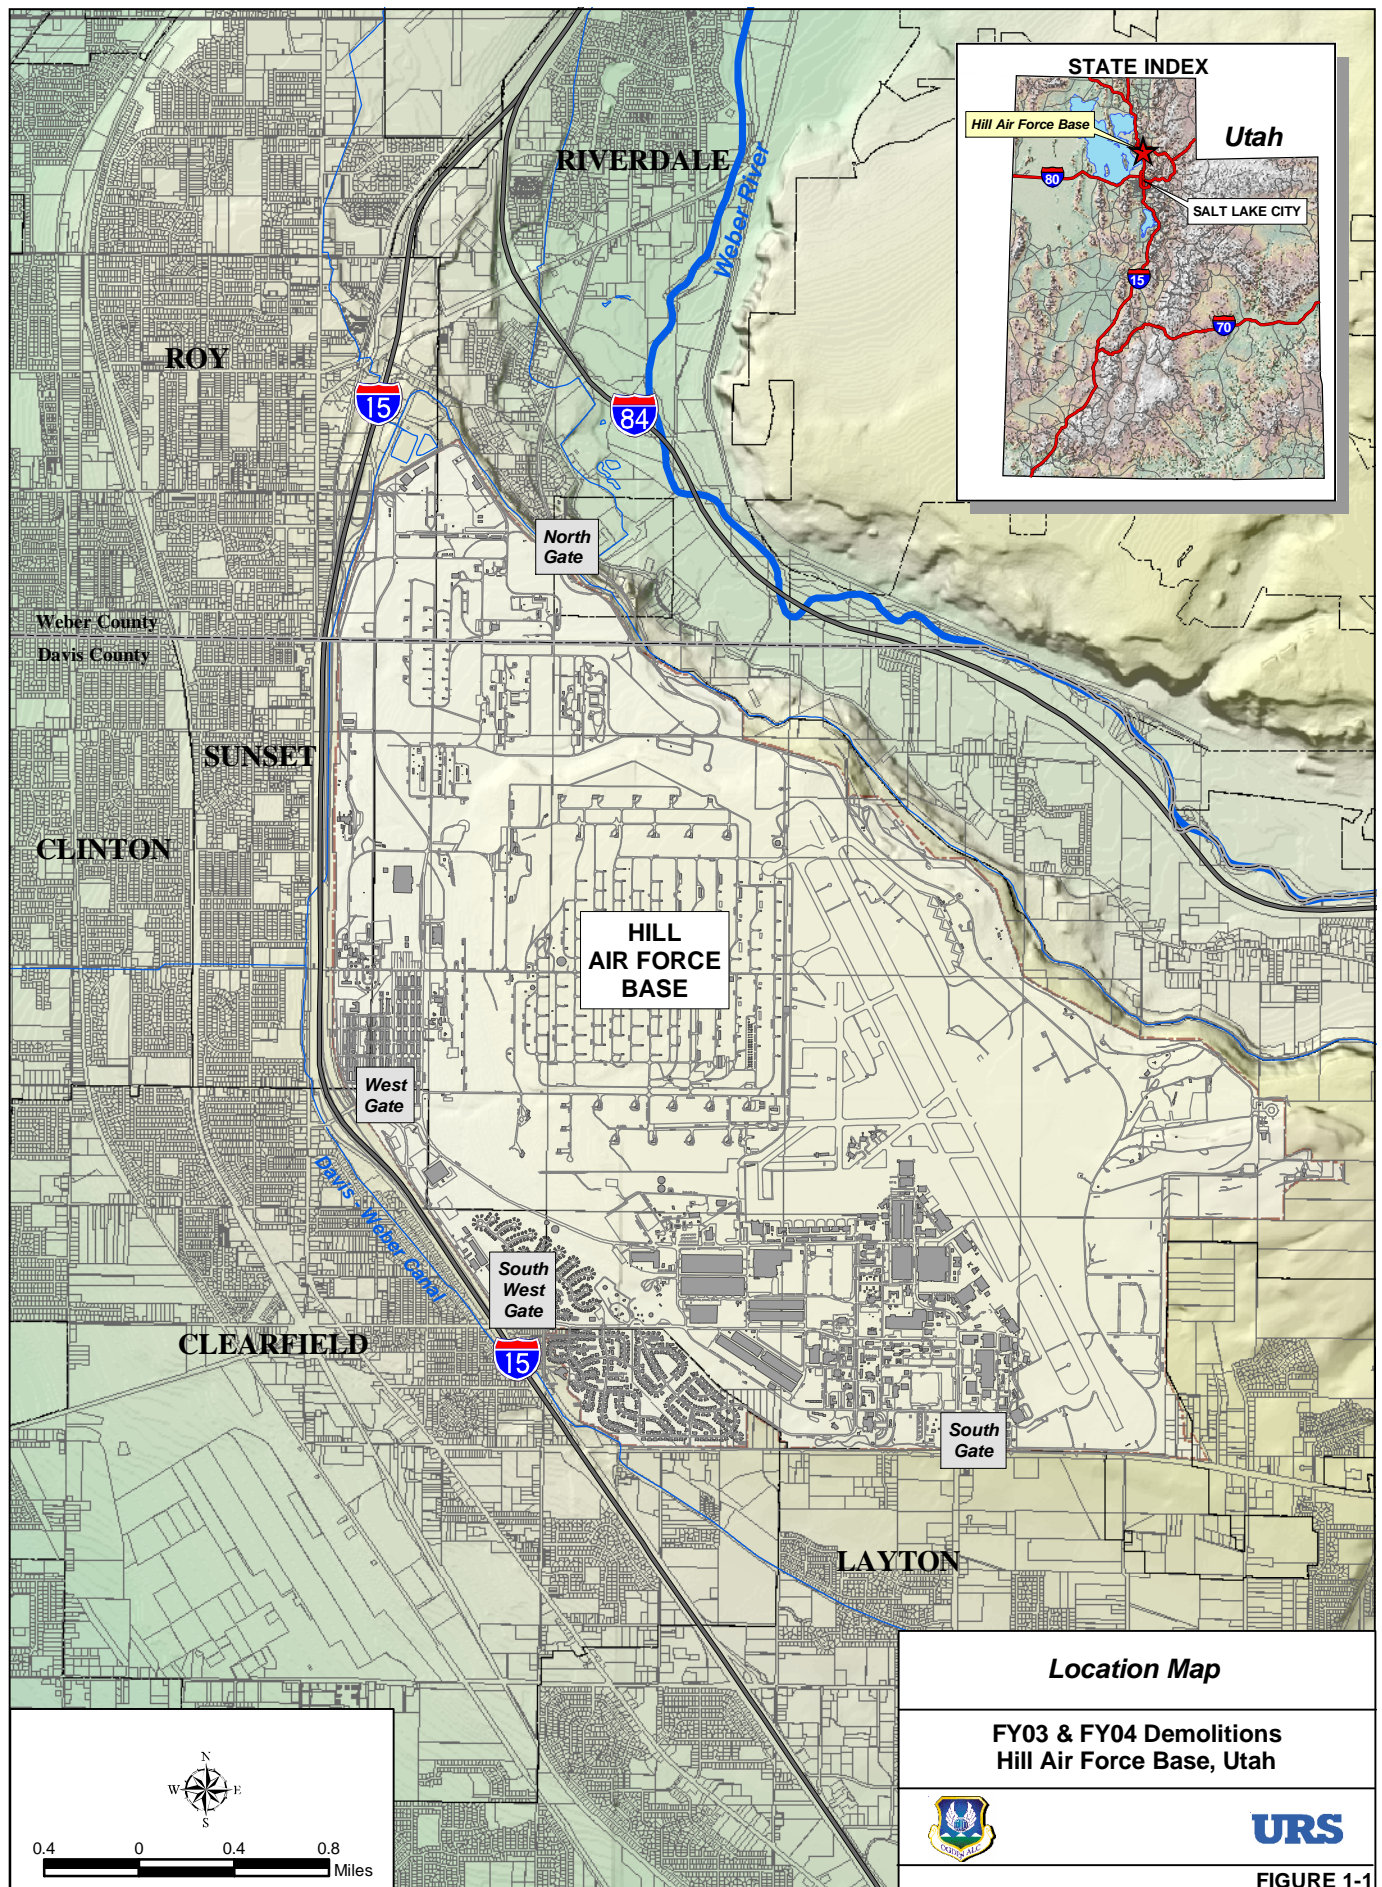 STATE INDEX
Hill Air Force Base
Utah
80
SALT LAKE CITY
15
70
RIVERDALE
Weber River
ROY
15
84
North
Gate
Weber County
Davis County
SUNSET
CLINTON
HILL
AIR FORCE
BASE
West
Gate
Davis - Weber Canal
South
West
Gate
CLEARFIELD
15
South
Gate
LAYTON
Location Map
FY03 & FY04 Demolitions
Hill Air Force Base, Utah
OGDEN ALC
URS
FIGURE 1-1
N
W E
S
0.4 0 0.4 0.8
Miles